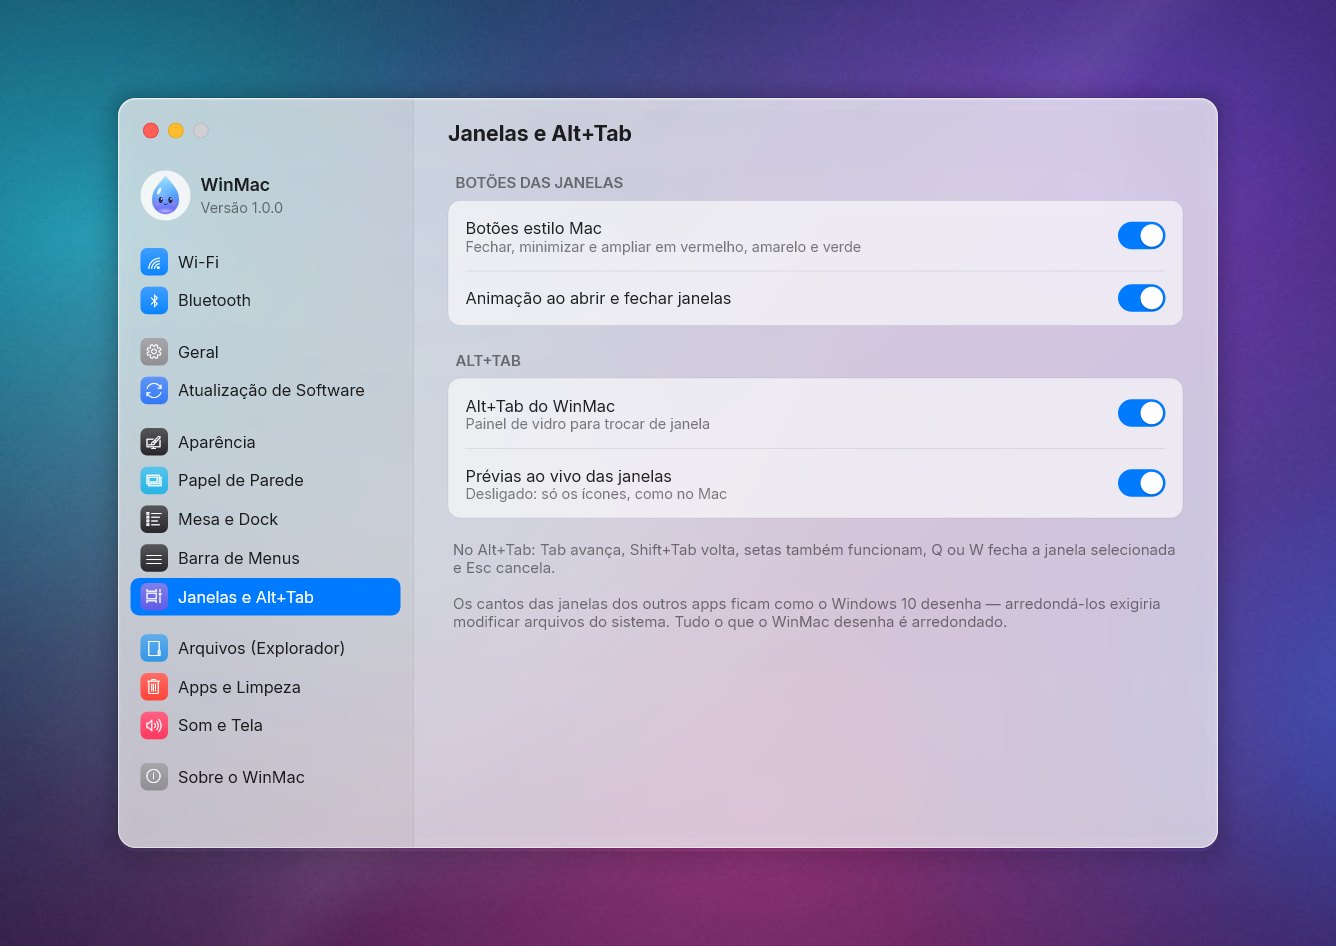 WinMac
Versão 1.0.0
Wi-Fi
Bluetooth
Geral
Atualização de Software
Aparência
Papel de Parede
Mesa e Dock
Barra de Menus
Janelas e Alt+Tab
Arquivos (Explorador)
Apps e Limpeza
Som e Tela
Sobre o WinMac
Janelas e Alt+Tab
BOTÕES DAS JANELAS
Botões estilo Mac
Fechar, minimizar e ampliar em vermelho, amarelo e verde
Animação ao abrir e fechar janelas
ALT+TAB
Alt+Tab do WinMac
Painel de vidro para trocar de janela
Prévias ao vivo das janelas
Desligado: só os ícones, como no Mac
No Alt+Tab: Tab avança, Shift+Tab volta, setas também funcionam, Q ou W fecha a janela selecionada
e Esc cancela.
Os cantos das janelas dos outros apps ficam como o Windows 10 desenha — arredondá-los exigiria
modificar arquivos do sistema. Tudo o que o WinMac desenha é arredondado.